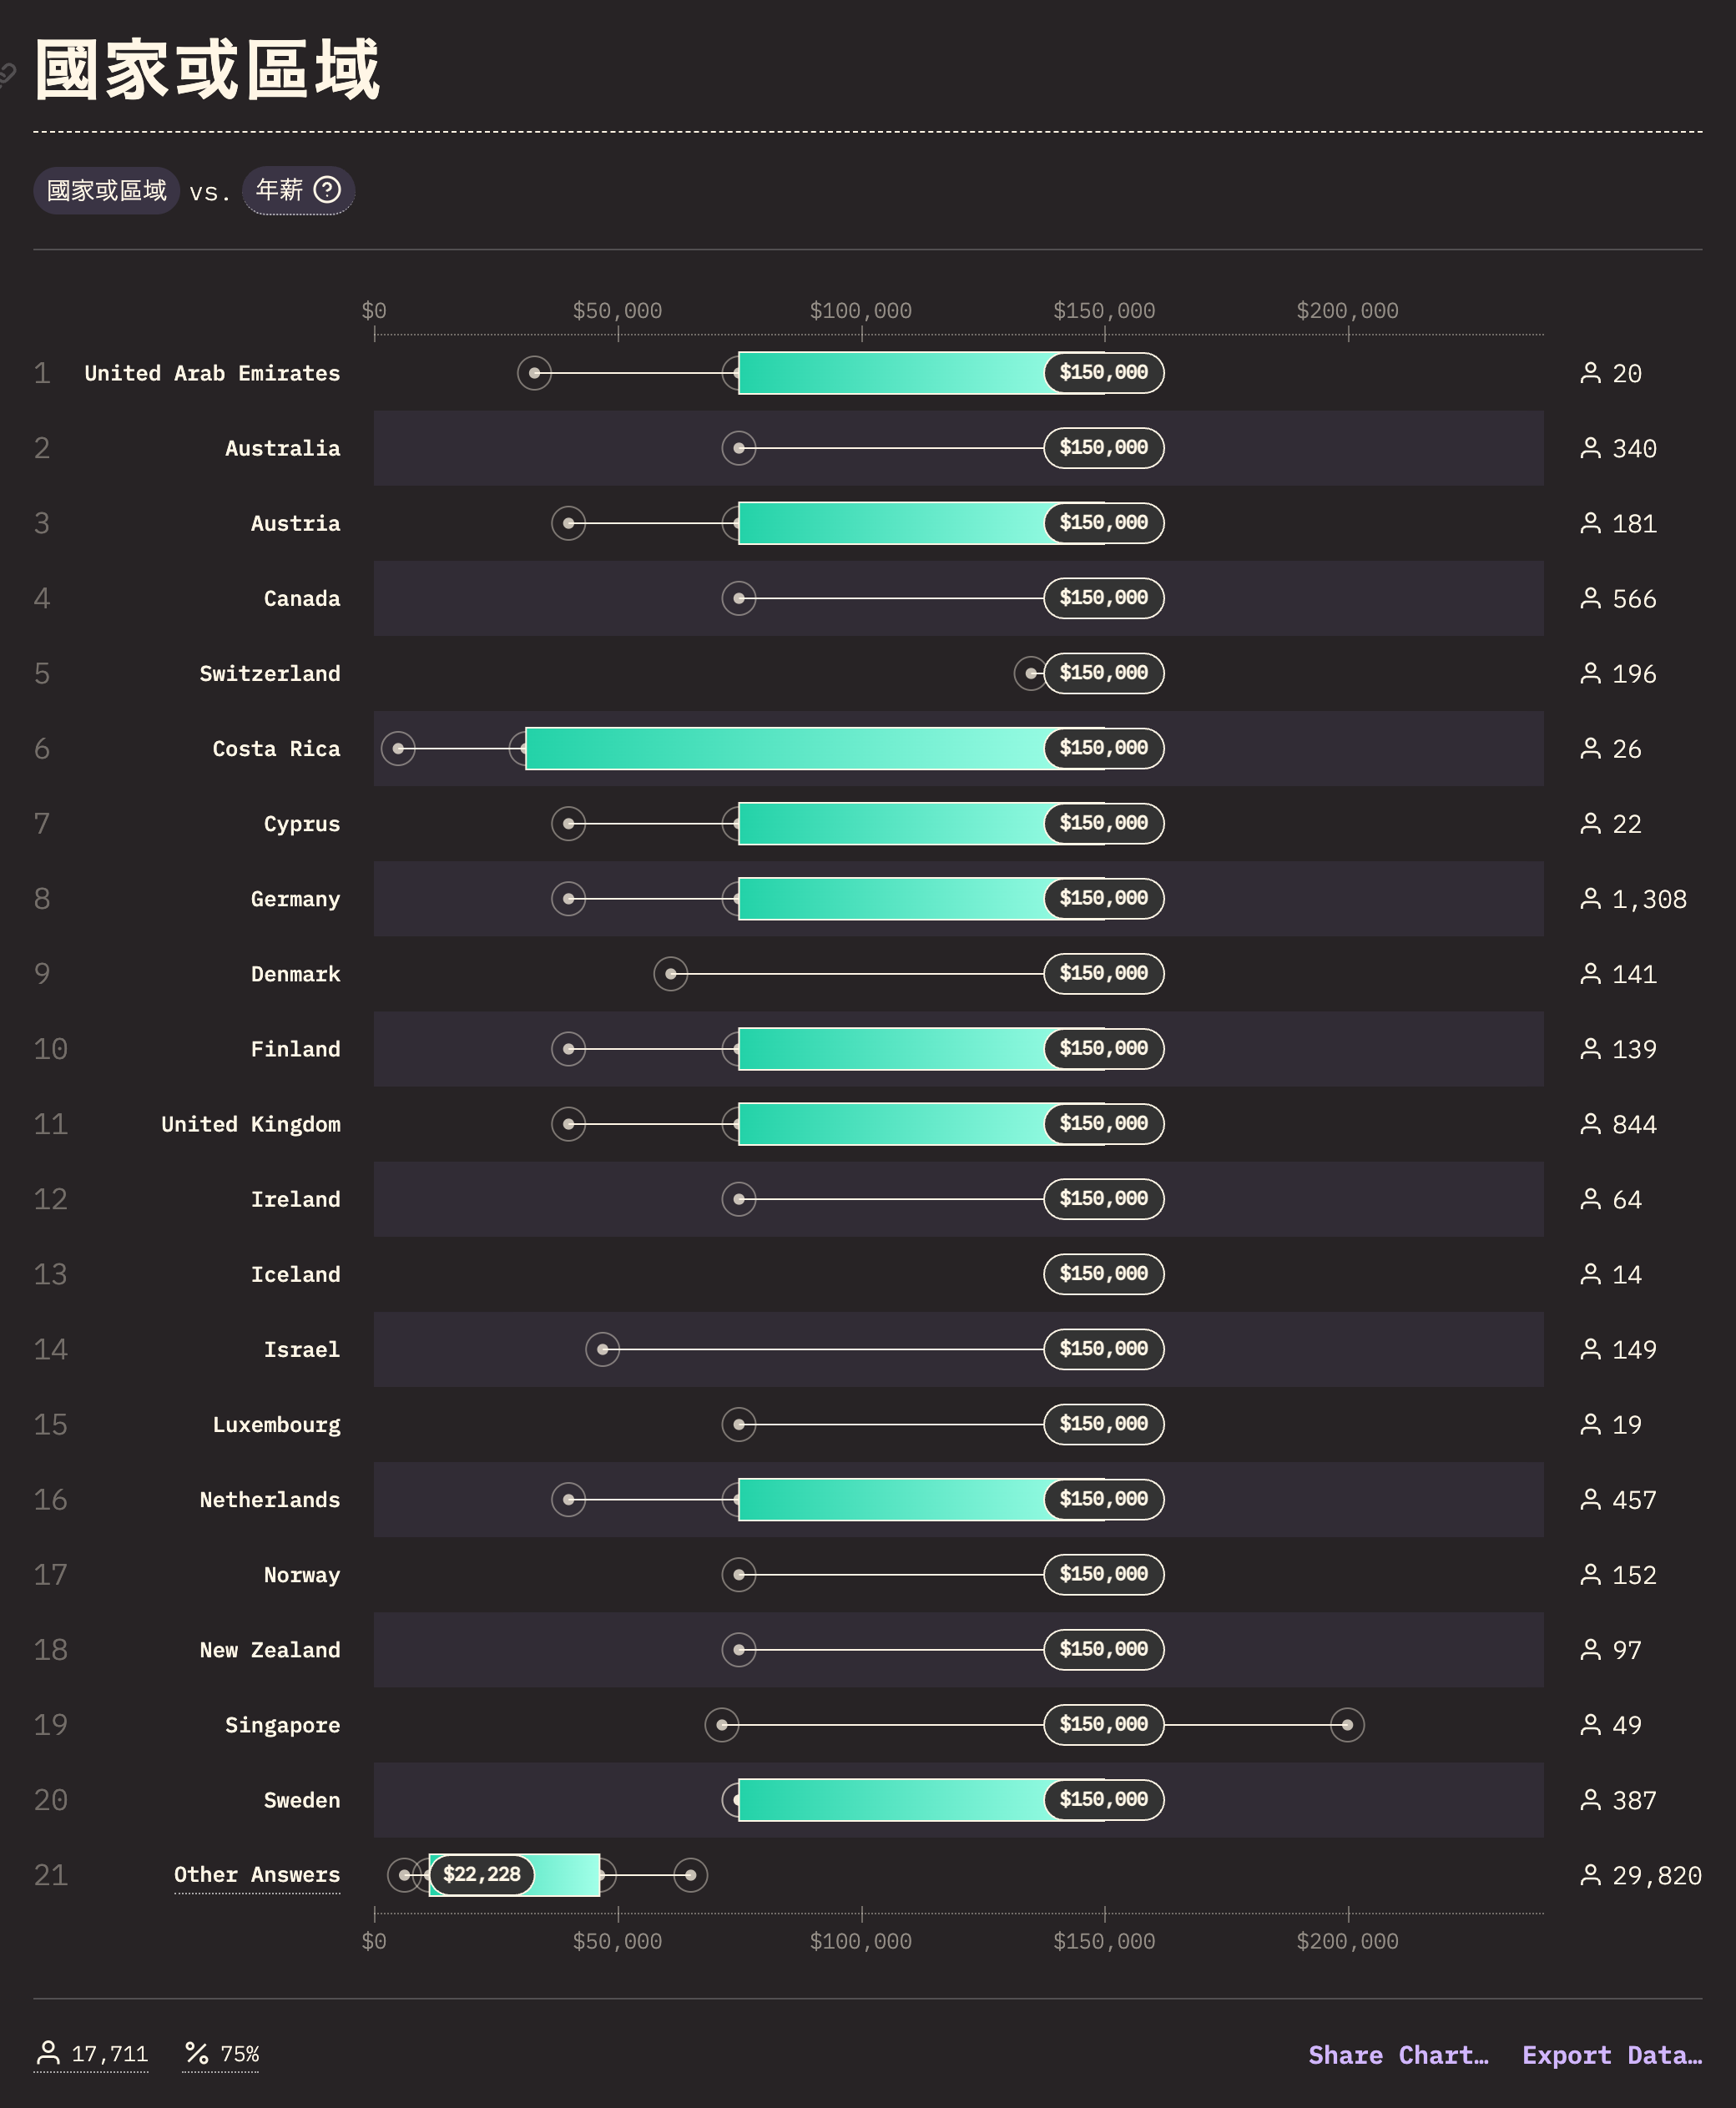 國家或區域
國家或區域 vs. 年薪
$0 $50,000 $100,000 $150,000 $200,000
1 United Arab Emirates $150,000 20
2 Australia $150,000 340
3 Austria $150,000 181
4 Canada $150,000 566
5 Switzerland $150,000 196
6 Costa Rica $150,000 26
7 Cyprus $150,000 22
8 Germany $150,000 1,308
9 Denmark $150,000 141
10 Finland $150,000 139
11 United Kingdom $150,000 844
12 Ireland $150,000 64
13 Iceland $150,000 14
14 Israel $150,000 149
15 Luxembourg $150,000 19
16 Netherlands $150,000 457
17 Norway $150,000 152
18 New Zealand $150,000 97
19 Singapore $150,000 49
20 Sweden $150,000 387
21 Other Answers $22,228 29,820
$0 $50,000 $100,000 $150,000 $200,000
17,711 75% Share Chart… Export Data…